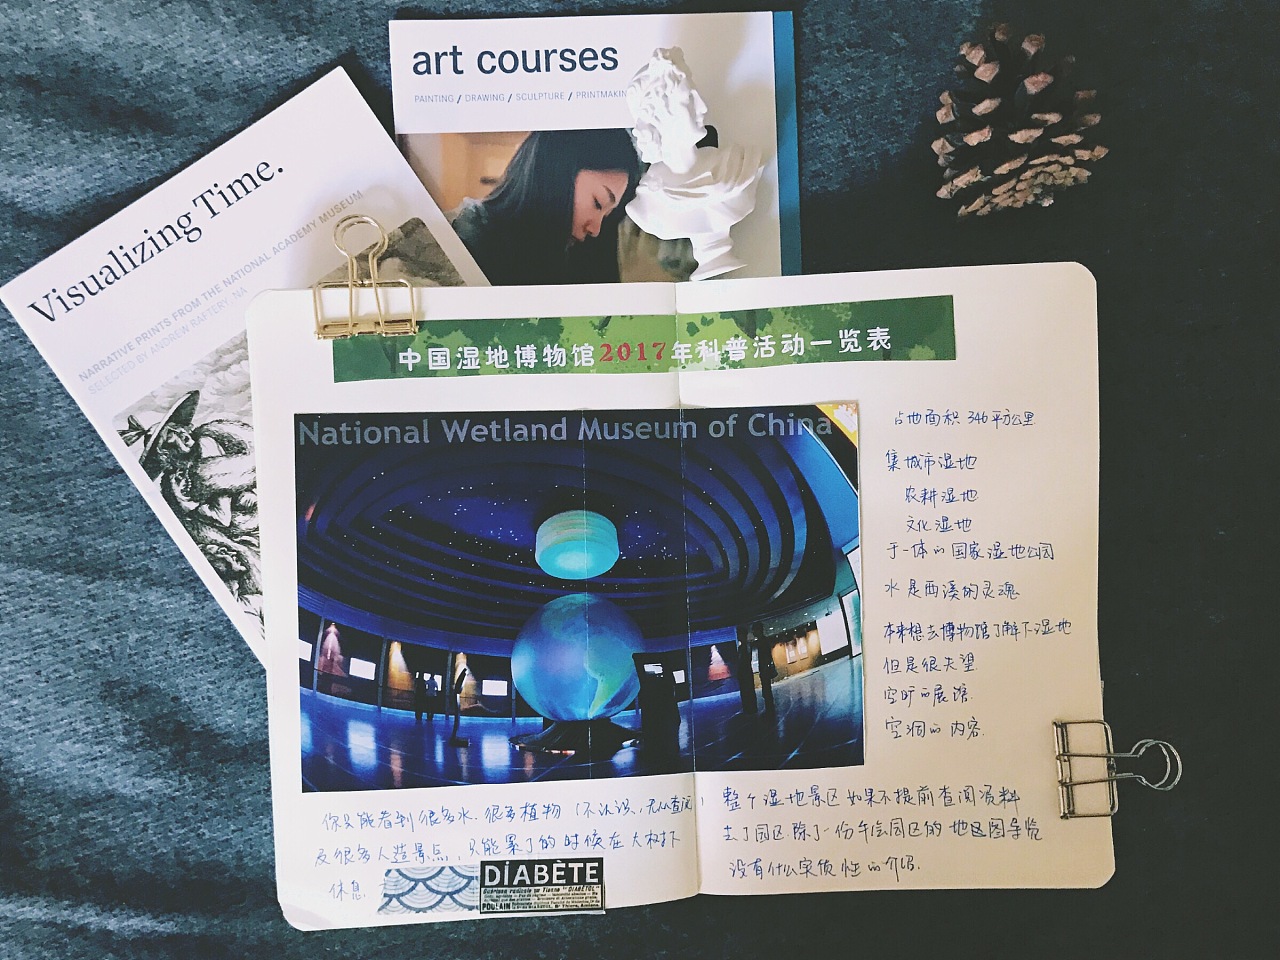 art courses
PAINTING / DRAWING / SCULPTURE / PRINTMAKIN
Visualizing Time.
NARRATIVE PRINTS FROM THE NATIONAL ACADEMY MUSEUM
SELECTED BY ANDREW RAFTERY, NA
中国湿地博物馆2017年科普活动一览表
National Wetland Museum of China
占地面积 346平方公里
集城市湿地
农耕湿地
文化湿地
于一体的国家湿地公园
水是西溪的灵魂
本来想去博物馆了解下湿地
但是很失望
空旷的展馆
空洞的内容.
你只能看到很多水.很多植物(不认识、无从查阅)
及很多人造景点,只能累了的时候在大树下
休息
整个湿地景区如果不提前查阅资料
去了园区.除了一份手绘园区的地图导览
没有什么实质性的介绍.
DIABÈTE
POULAIN